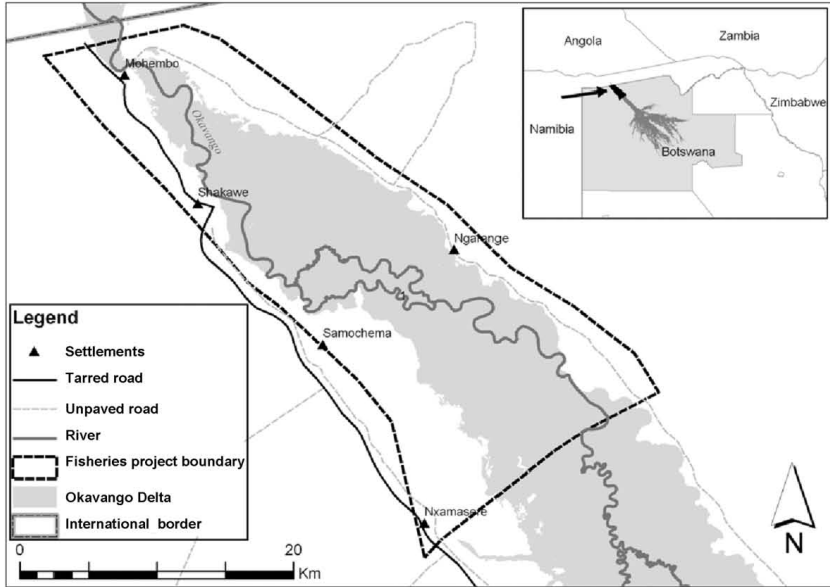 Angola
Zambia
Zimbabwe
Namibia
Botswana
Mohembo
Okavango
Shakawe
Ngarange
Samochema
Nxamasere
Legend
Settlements
Tarred road
Unpaved road
River
Fisheries project boundary
Okavango Delta
International border
0 20
Km
N